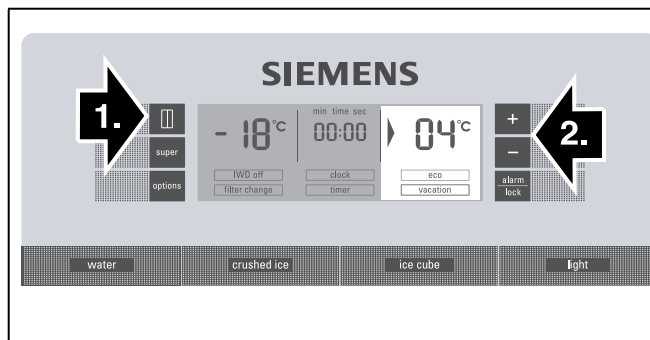 SIEMENS
1.
super
options
- 18°C
min time sec
00:00
04°C
IWD off
clock
eco
filter change
timer
vacation
+
−
alarm
lock
2.
water
crushed ice
ice cube
light